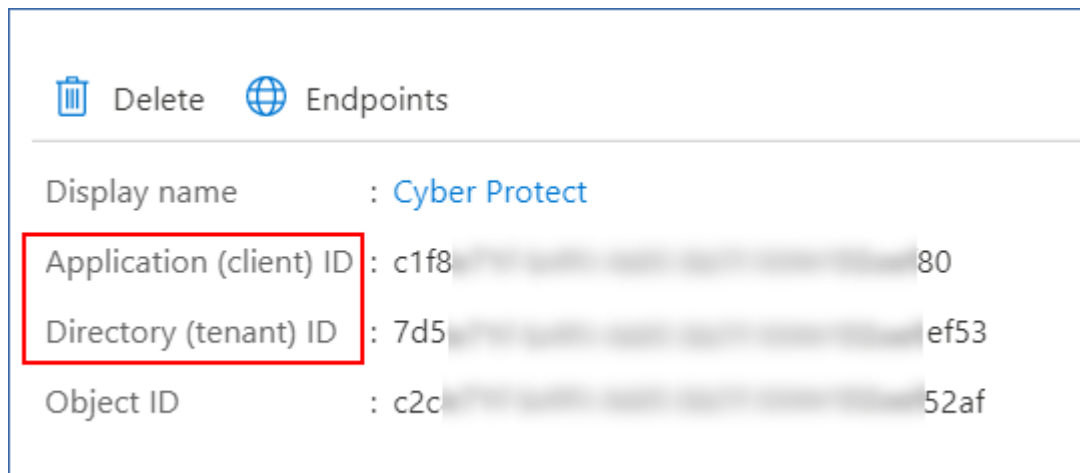 Delete Endpoints
Display name : Cyber Protect
Application (client) ID : c1f8 80
Directory (tenant) ID : 7d5 ef53
Object ID : c2c 52af